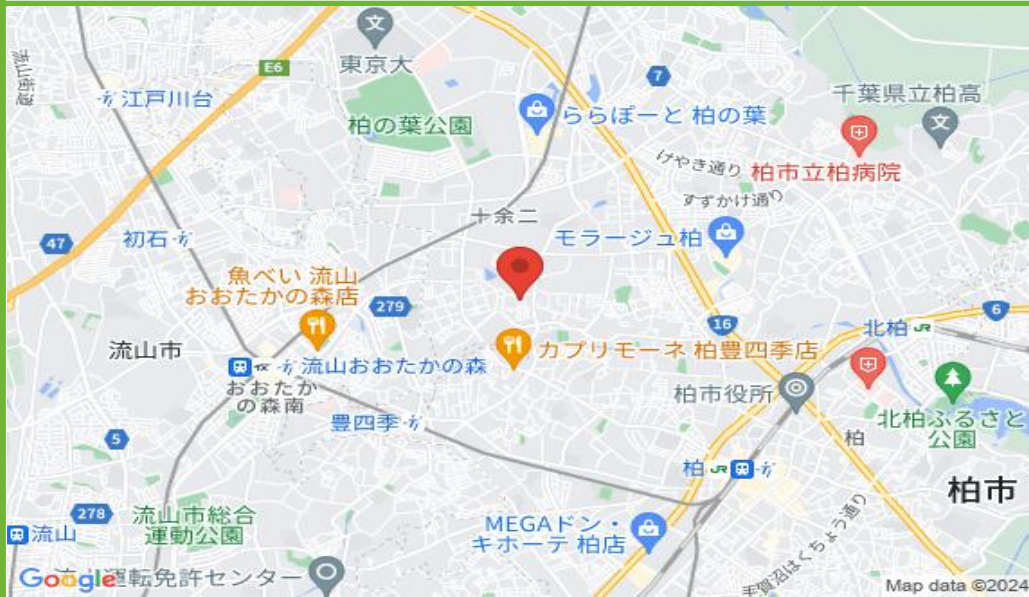 文
東京大
流山街道
E6
7
江戸川台
柏の葉公園
ららぽーと 柏の葉
千葉県立柏高
文
けやき通り
柏市立柏病院
すずかけ通り
十余二
47
初石
モラージュ柏
魚べい 流山
おおたかの森店
279
6
16
北柏 JR
流山市
流山おおたかの森
カプリモーネ 柏豊四季店
おおたか
の森南
柏市役所
豊四季
北柏ふるさと
公園
5
柏
柏 JR
柏市
278
流山市総合
運動公園
流山
MEGAドン・
キホーテ 柏店
手賀沼はくちょう通り
Google
運転免許センター
Map data ©2024